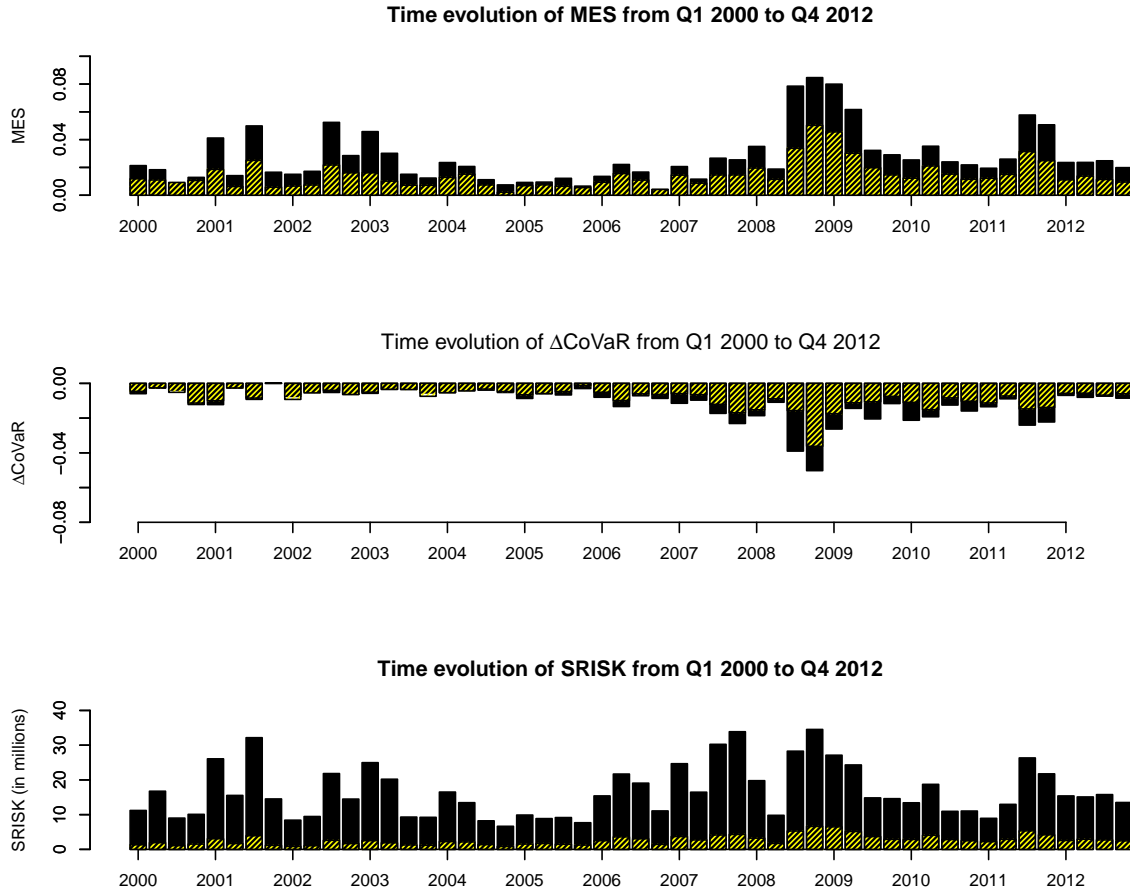 Time evolution of MES from Q1 2000 to Q4 2012
MES
0.00 0.04 0.08
2000 2001 2002 2003 2004 2005 2006 2007 2008 2009 2010 2011 2012
Time evolution of ΔCoVaR from Q1 2000 to Q4 2012
ΔCoVaR
−0.08 −0.04 0.00
2000 2001 2002 2003 2004 2005 2006 2007 2008 2009 2010 2011 2012
Time evolution of SRISK from Q1 2000 to Q4 2012
SRISK (in millions)
0 10 20 30 40
2000 2001 2002 2003 2004 2005 2006 2007 2008 2009 2010 2011 2012